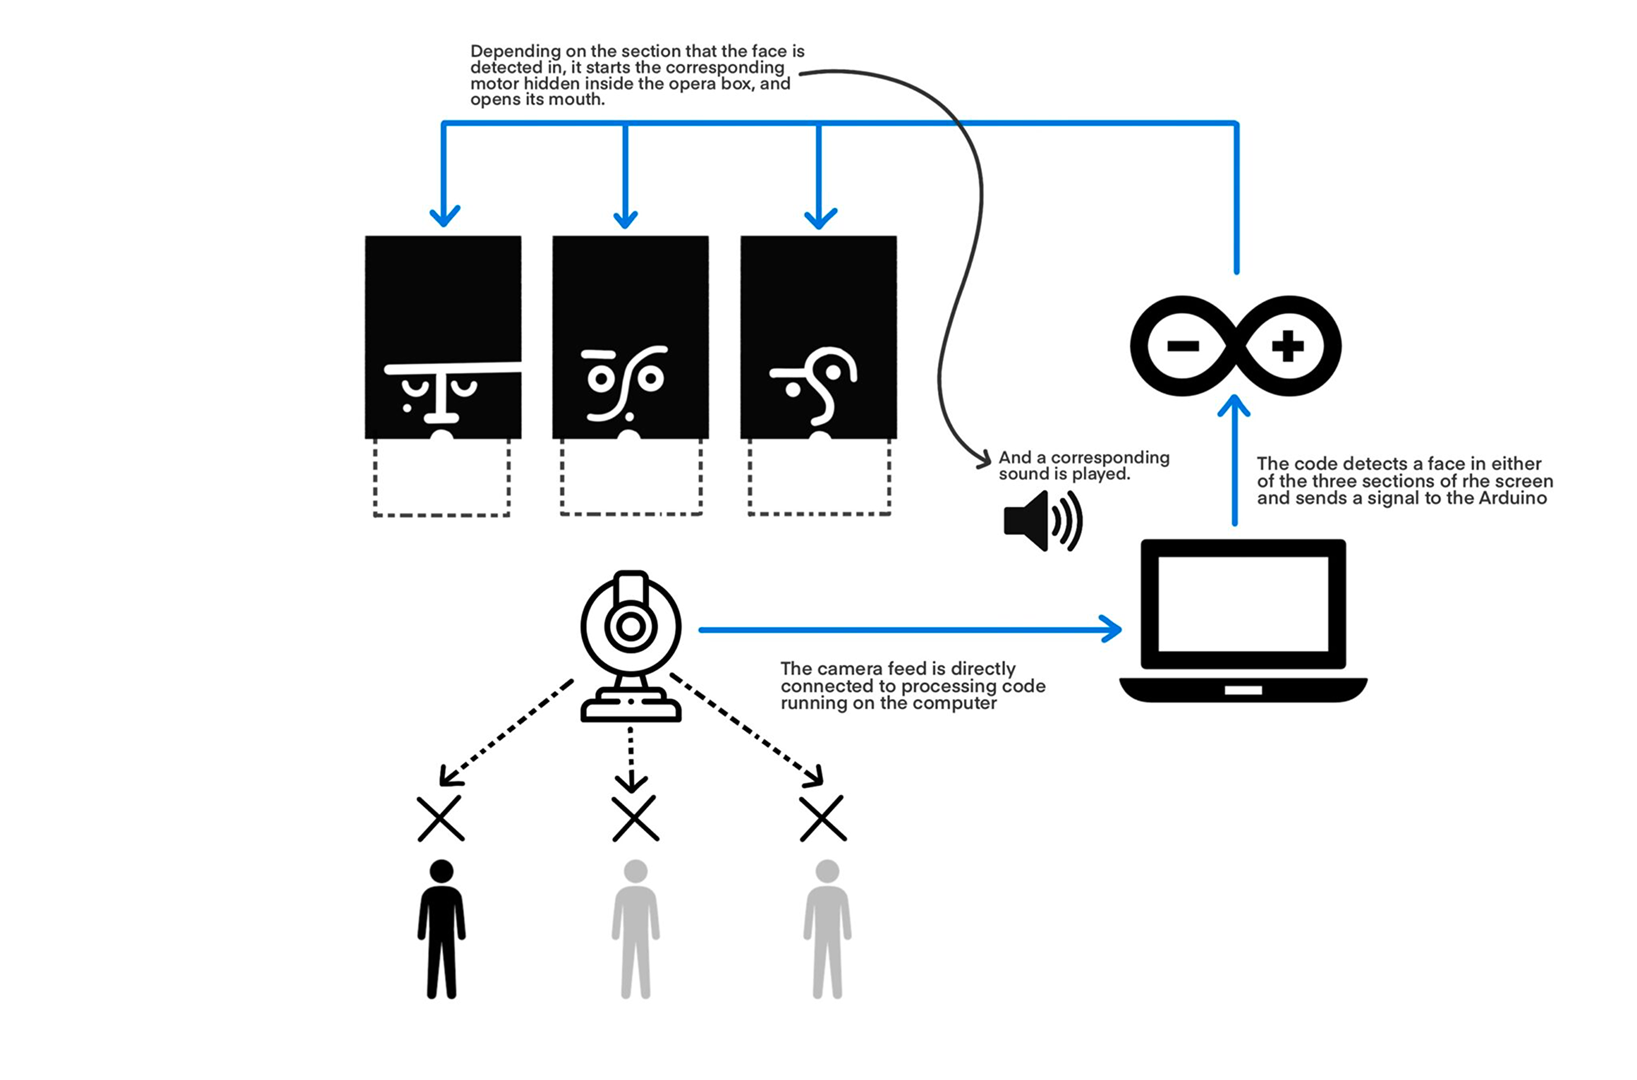 Depending on the section that the face is
detected in, it starts the corresponding
motor hidden inside the opera box, and
opens its mouth.
And a corresponding
sound is played.
The code detects a face in either
of the three sections of rhe screen
and sends a signal to the Arduino
The camera feed is directly
connected to processing code
running on the computer